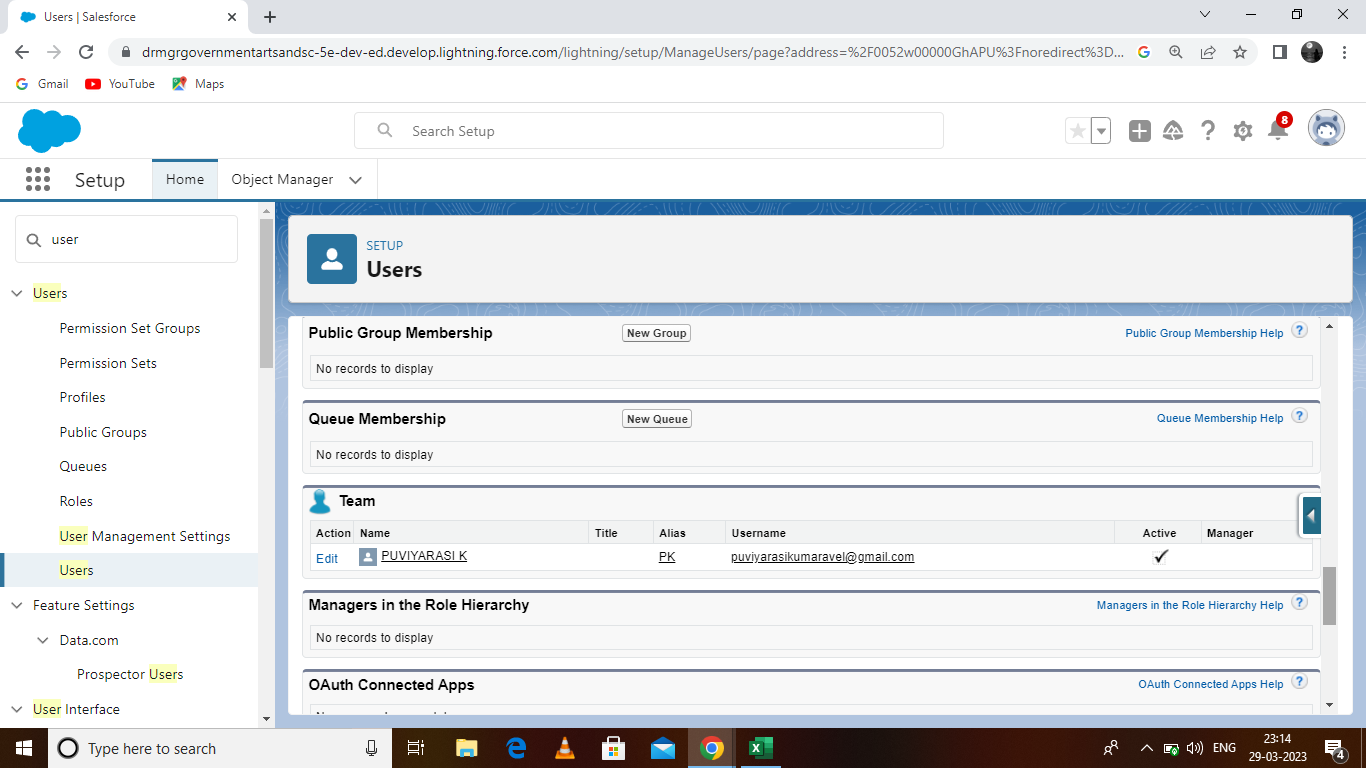 Users | Salesforce
drmgrgovernmentartsandsc-5e-dev-ed.develop.lightning.force.com/lightning/setup/ManageUsers/page?address=%2F0052w00000GhAPU%3Fnoredirect%3D...
Gmail YouTube Maps
Search Setup
8
Setup Home Object Manager
user
Users
Permission Set Groups
Permission Sets
Profiles
Public Groups
Queues
Roles
User Management Settings
Users
Feature Settings
Data.com
Prospector Users
User Interface
SETUP
Users
Public Group Membership New Group Public Group Membership Help ?
No records to display
Queue Membership New Queue Queue Membership Help ?
No records to display
Team
Action Name Title Alias Username Active Manager
Edit PUVIYARASI K PK puviyarasikumaravel@gmail.com
Managers in the Role Hierarchy Managers in the Role Hierarchy Help ?
No records to display
OAuth Connected Apps OAuth Connected Apps Help ?
Type here to search
ENG
23:14
29-03-2023
4